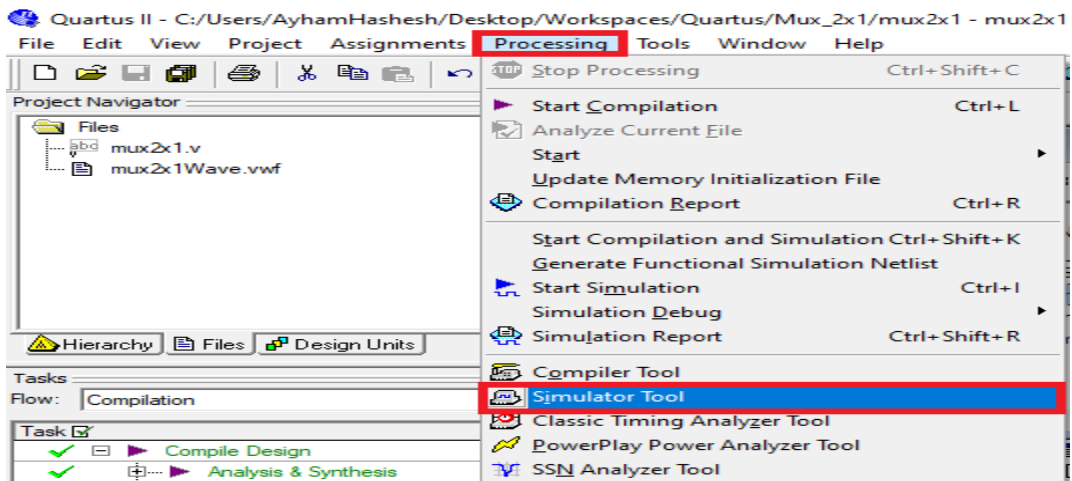 Quartus II - C:/Users/AyhamHashesh/Desktop/Workspaces/Quartus/Mux_2x1/mux2x1 - mux2x1
File Edit View Project Assignments Processing Tools Window Help
Project Navigator
Files
abd mux2x1.v
mux2x1Wave.vwf
Hierarchy Files Design Units
Tasks
Flow: Compilation
Task
Compile Design
Analysis & Synthesis
STOP Stop Processing Ctrl+Shift+C
Start Compilation Ctrl+L
Analyze Current File
Start
Update Memory Initialization File
Compilation Report Ctrl+R
Start Compilation and Simulation Ctrl+Shift+K
Generate Functional Simulation Netlist
Start Simulation Ctrl+I
Simulation Debug
Simulation Report Ctrl+Shift+R
Compiler Tool
Simulator Tool
Classic Timing Analyzer Tool
PowerPlay Power Analyzer Tool
SSN Analyzer Tool